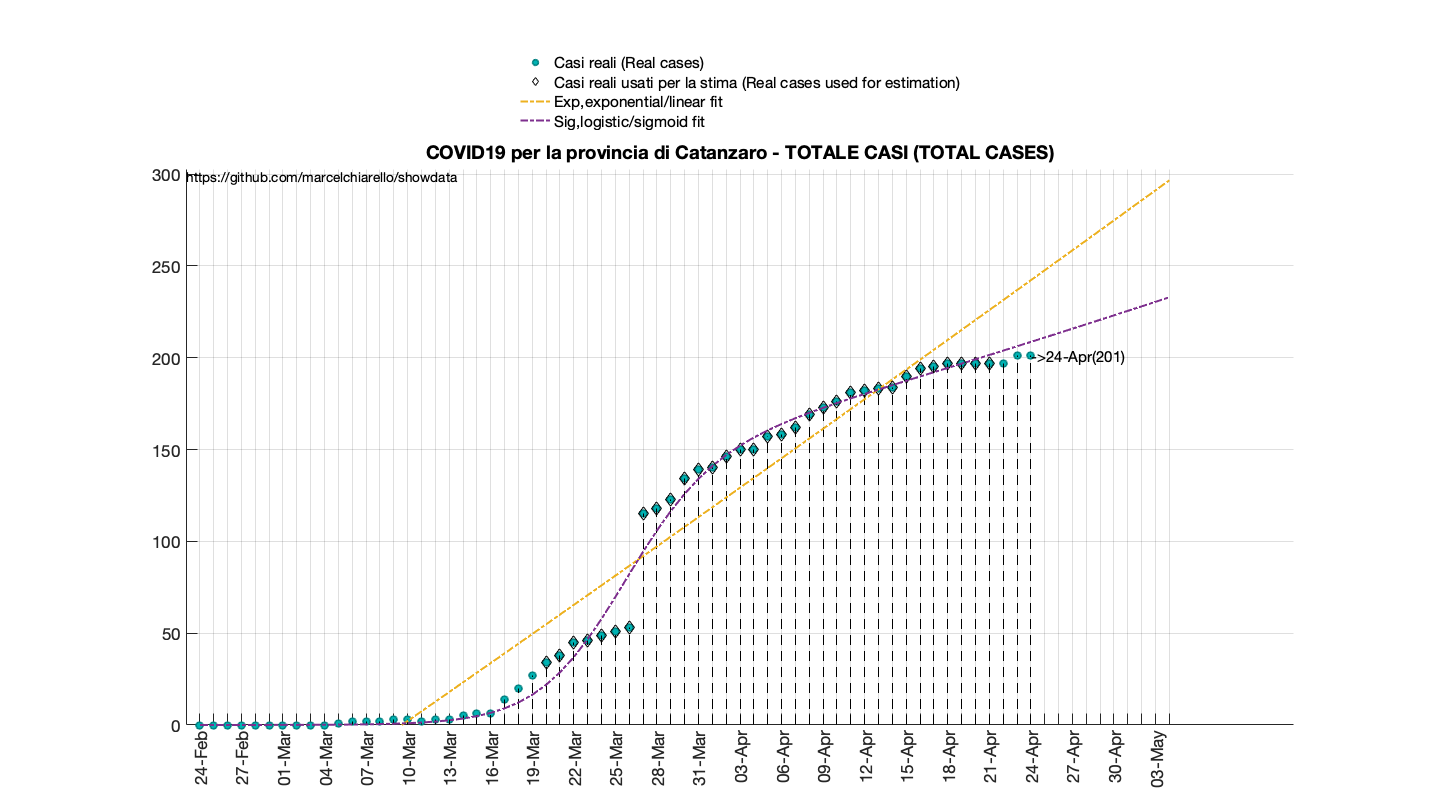 Casi reali (Real cases)
Casi reali usati per la stima (Real cases used for estimation)
Exp,exponential/linear fit
Sig,logistic/sigmoid fit
COVID19 per la provincia di Catanzaro - TOTALE CASI (TOTAL CASES)
https://github.com/marcelchiarello/showdata
300
250
200
150
100
50
0
->24-Apr(201)
24-Feb
27-Feb
01-Mar
04-Mar
07-Mar
10-Mar
13-Mar
16-Mar
19-Mar
22-Mar
25-Mar
28-Mar
31-Mar
03-Apr
06-Apr
09-Apr
12-Apr
15-Apr
18-Apr
21-Apr
24-Apr
27-Apr
30-Apr
03-May